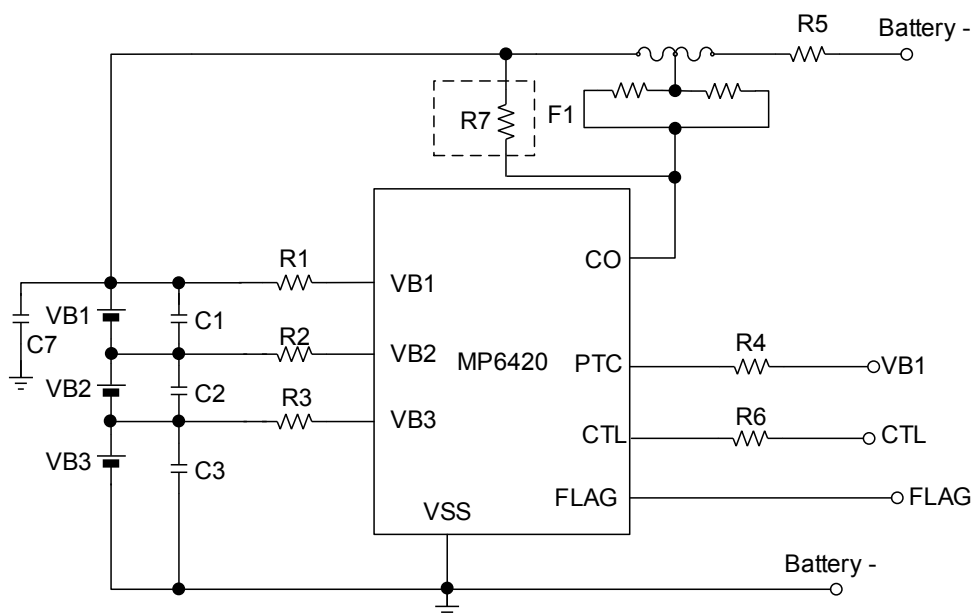 R5
Battery -
R7
F1
R1
VB1
CO
VB1
C1
C7
R2
VB2
MP6420
PTC
R4
VB1
VB2
C2
R3
VB3
CTL
R6
CTL
VB3
C3
FLAG
FLAG
VSS
Battery -